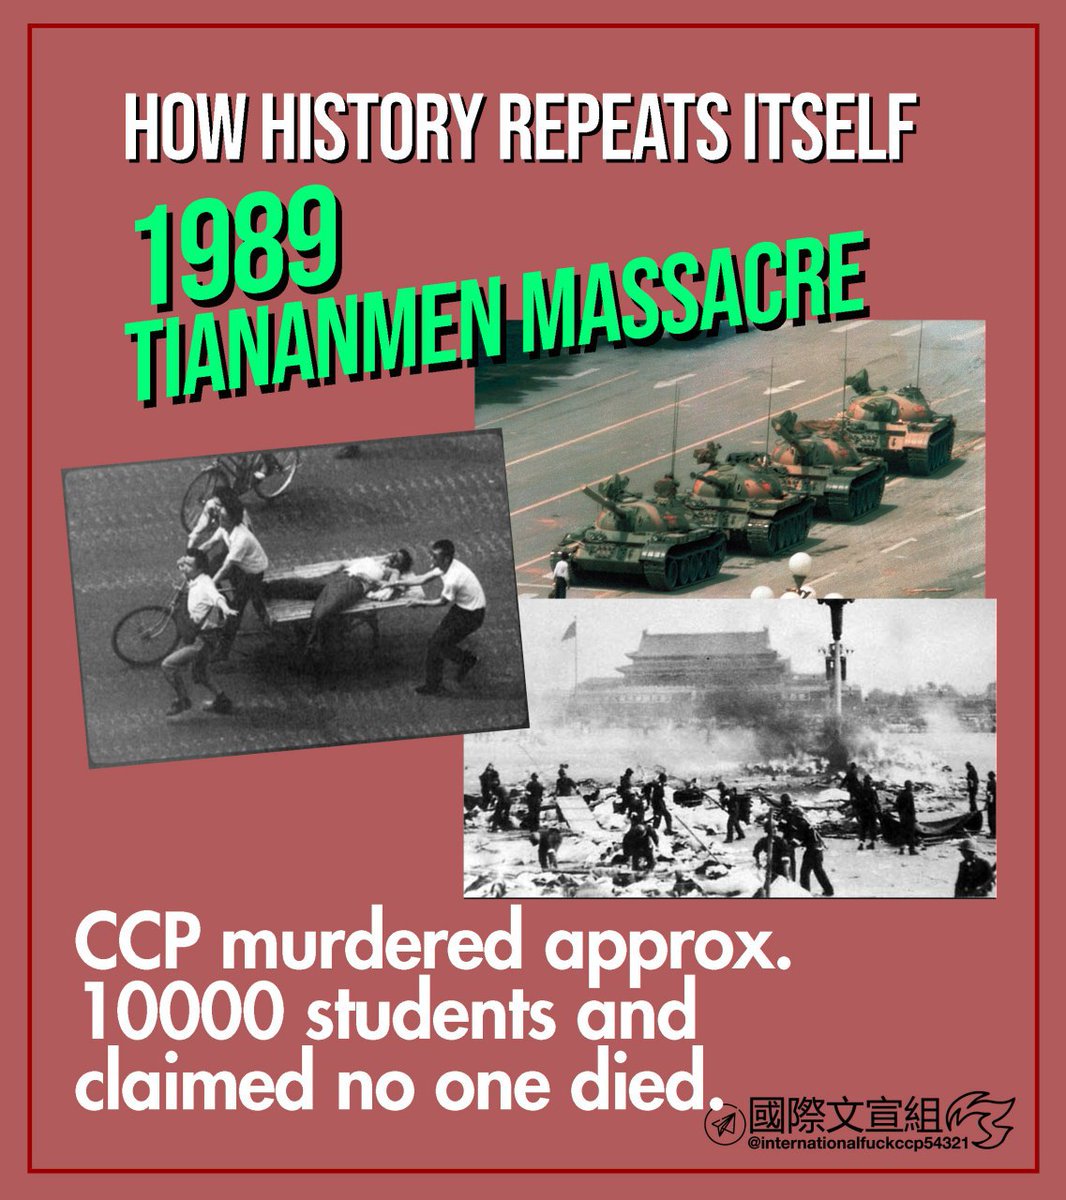 HOW HISTORY REPEATS ITSELF
1989
TIANANMEN MASSACRE
CCP murdered approx.
10000 students and
claimed no one died.
國際文宣組
@internationalfuckccp54321